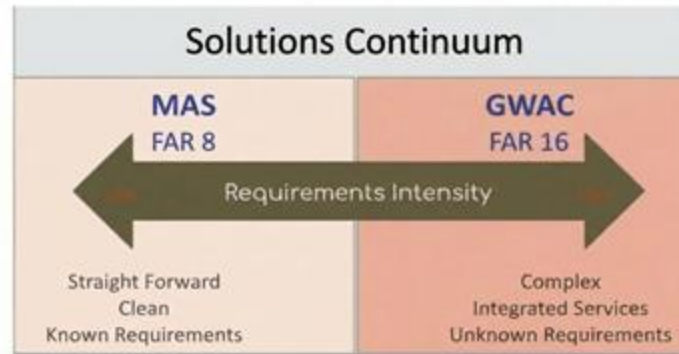 Solutions Continuum
MAS
FAR 8
GWAC
FAR 16
Requirements Intensity
Straight Forward
Clean
Known Requirements
Complex
Integrated Services
Unknown Requirements